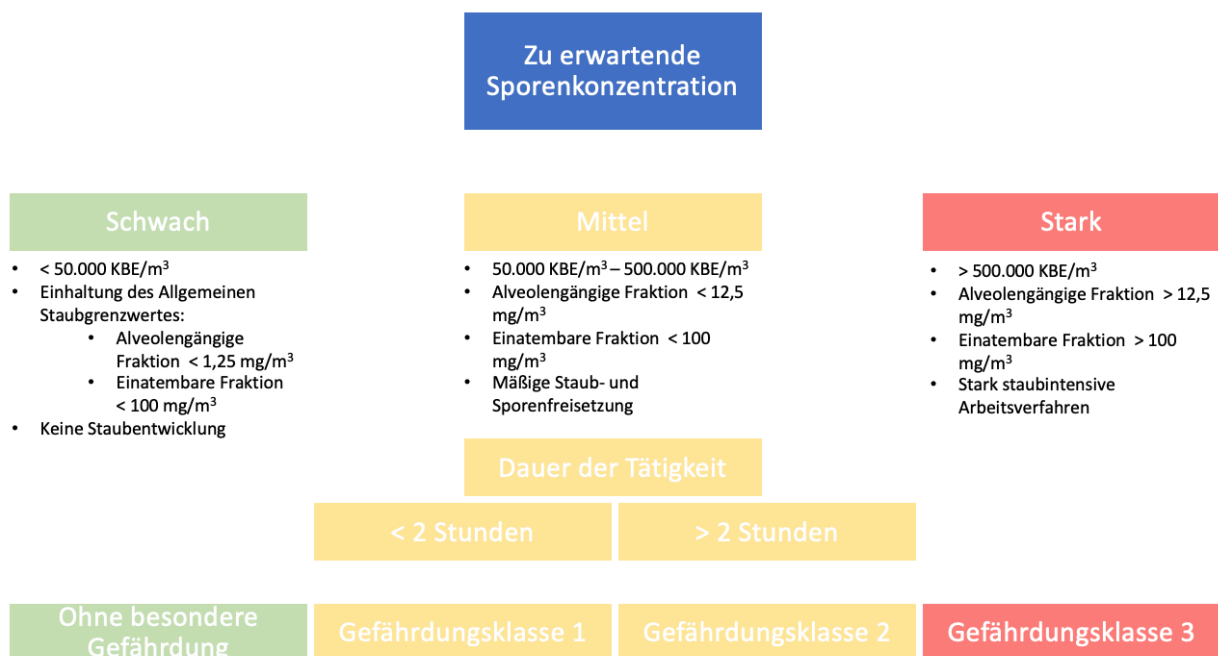 Zu erwartende
Sporenkonzentration
Schwach
• < 50.000 KBE/m³
• Einhaltung des Allgemeinen
Staubgrenzwertes:
• Alveolengängige
Fraktion < 1,25 mg/m³
• Einatembare Fraktion
< 100 mg/m³
• Keine Staubentwicklung
Mittel
• 50.000 KBE/m³ – 500.000 KBE/m³
• Alveolengängige Fraktion < 12,5
mg/m³
• Einatembare Fraktion < 100
mg/m³
• Mäßige Staub- und
Sporenfreisetzung
Stark
• > 500.000 KBE/m³
• Alveolengängige Fraktion > 12,5
mg/m³
• Einatembare Fraktion > 100
mg/m³
• Stark staubintensive
Arbeitsverfahren
Dauer der Tätigkeit
< 2 Stunden
> 2 Stunden
Ohne besondere
Gefährdung
Gefährdungsklasse 1
Gefährdungsklasse 2
Gefährdungsklasse 3